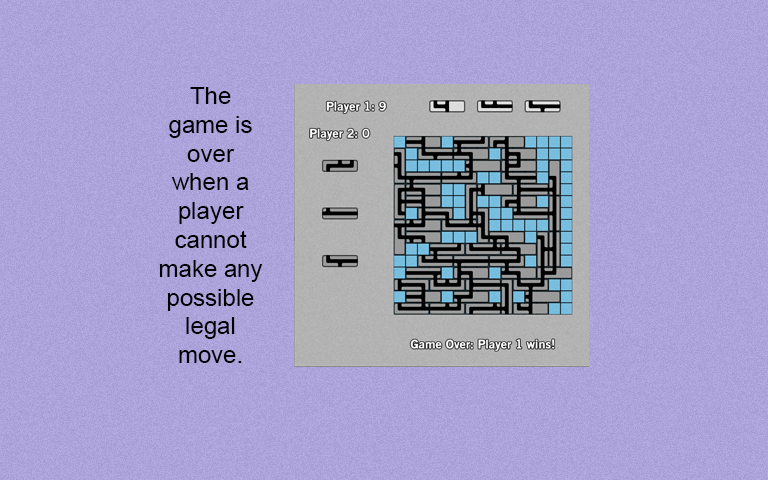 The
game is
over
when a
player
cannot
make any
possible
legal
move.
Player 1: 9
Player 2: 0
Game Over: Player 1 wins!